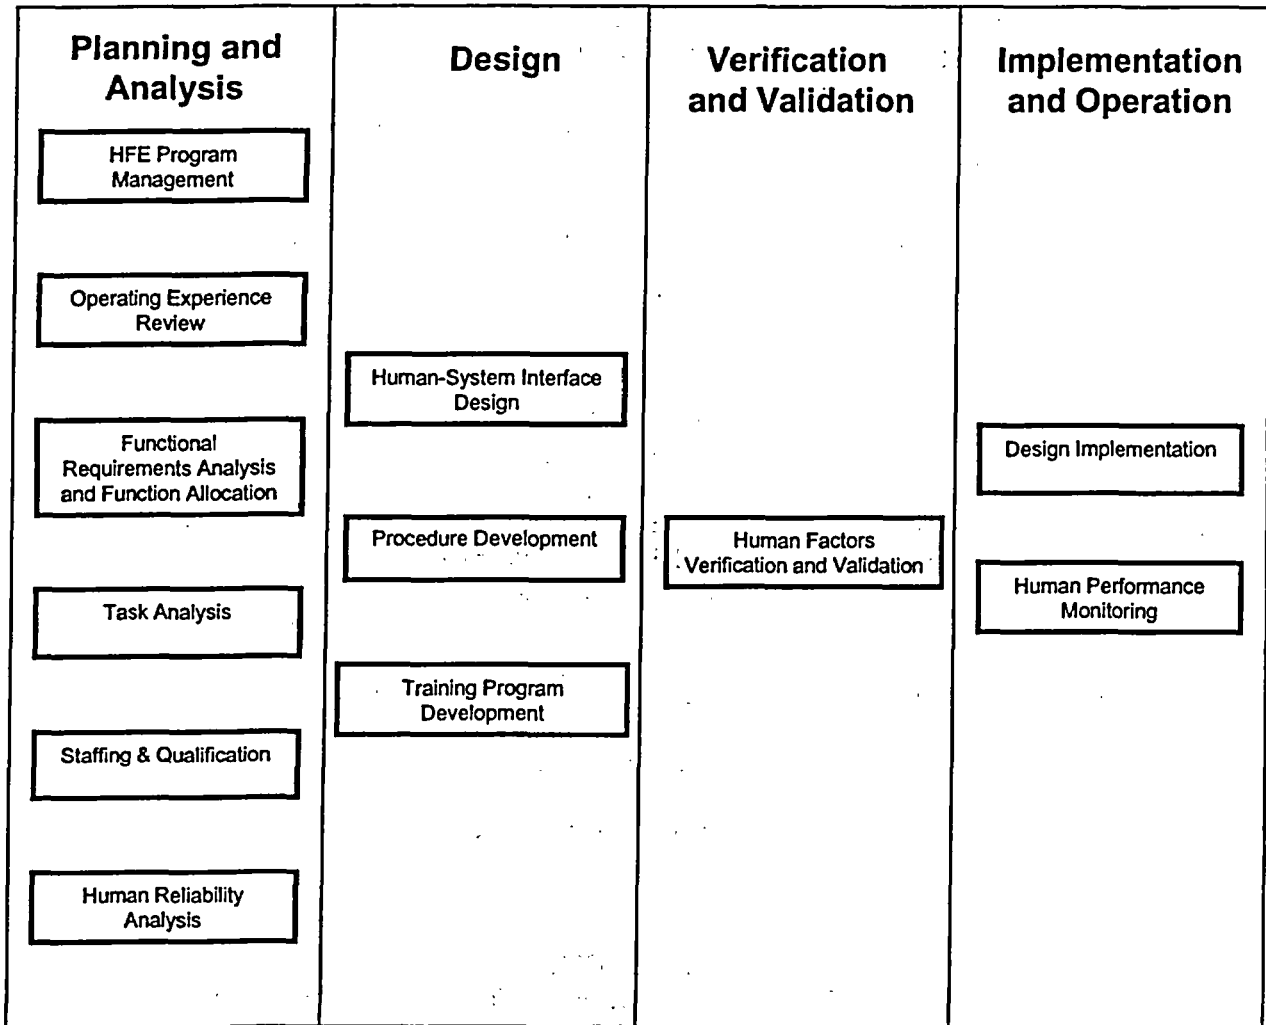 Planning and
Analysis
HFE Program
Management
Operating Experience
Review
Functional
Requirements Analysis
and Function Allocation
Task Analysis
Staffing & Qualification
Human Reliability
Analysis
Design
Human-System Interface
Design
Procedure Development
Training Program
Development
Verification
and Validation
Human Factors
Verification and Validation
Implementation
and Operation
Design Implementation
Human Performance
Monitoring